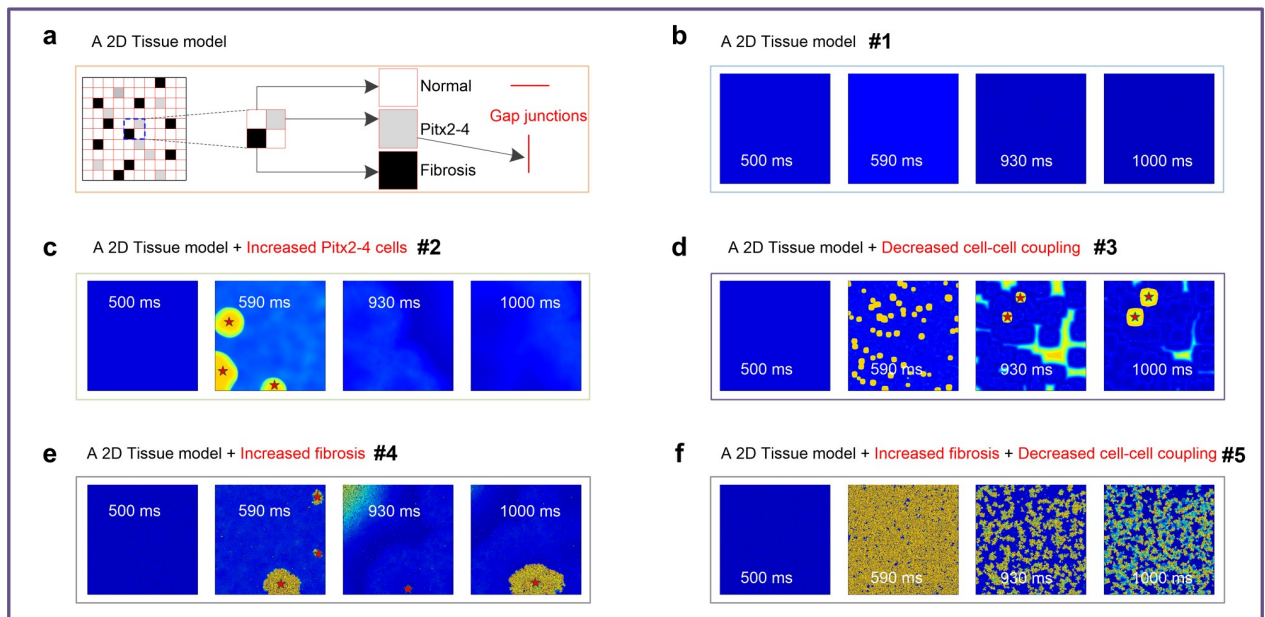 a A 2D Tissue model
Normal
Pitx2-4
Fibrosis
Gap junctions
b A 2D Tissue model #1
500 ms 590 ms 930 ms 1000 ms
c A 2D Tissue model + Increased Pitx2-4 cells #2
500 ms 590 ms 930 ms 1000 ms
d A 2D Tissue model + Decreased cell-cell coupling #3
500 ms 590 ms 930 ms 1000 ms
e A 2D Tissue model + Increased fibrosis #4
500 ms 590 ms 930 ms 1000 ms
f A 2D Tissue model + Increased fibrosis + Decreased cell-cell coupling #5
500 ms 590 ms 930 ms 1000 ms